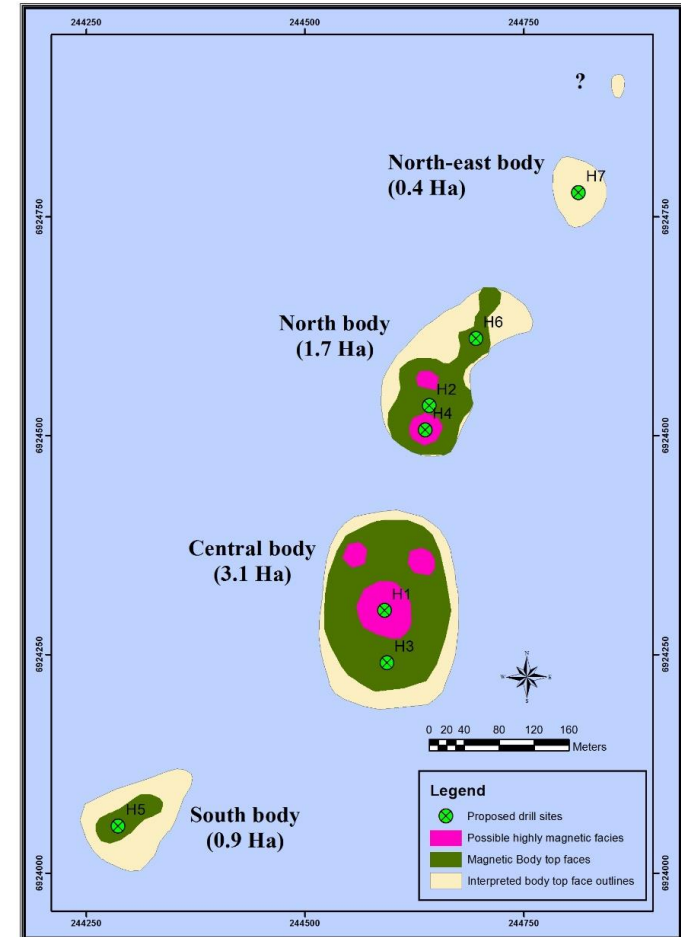 244250 244500 244750
?
North-east body
(0.4 Ha)
H7
6924750 6924750
North body
(1.7 Ha)
H6
H2
H4
6924500 6924500
Central body
(3.1 Ha)
H1
H3
6924250 6924250
N
W E
S
0 20 40 80 120 160
Meters
South body
(0.9 Ha)
H5
Legend
Proposed drill sites
Possible highly magnetic facies
Magnetic Body top faces
Interpreted body top face outlines
6924000 6924000
244250 244500 244750